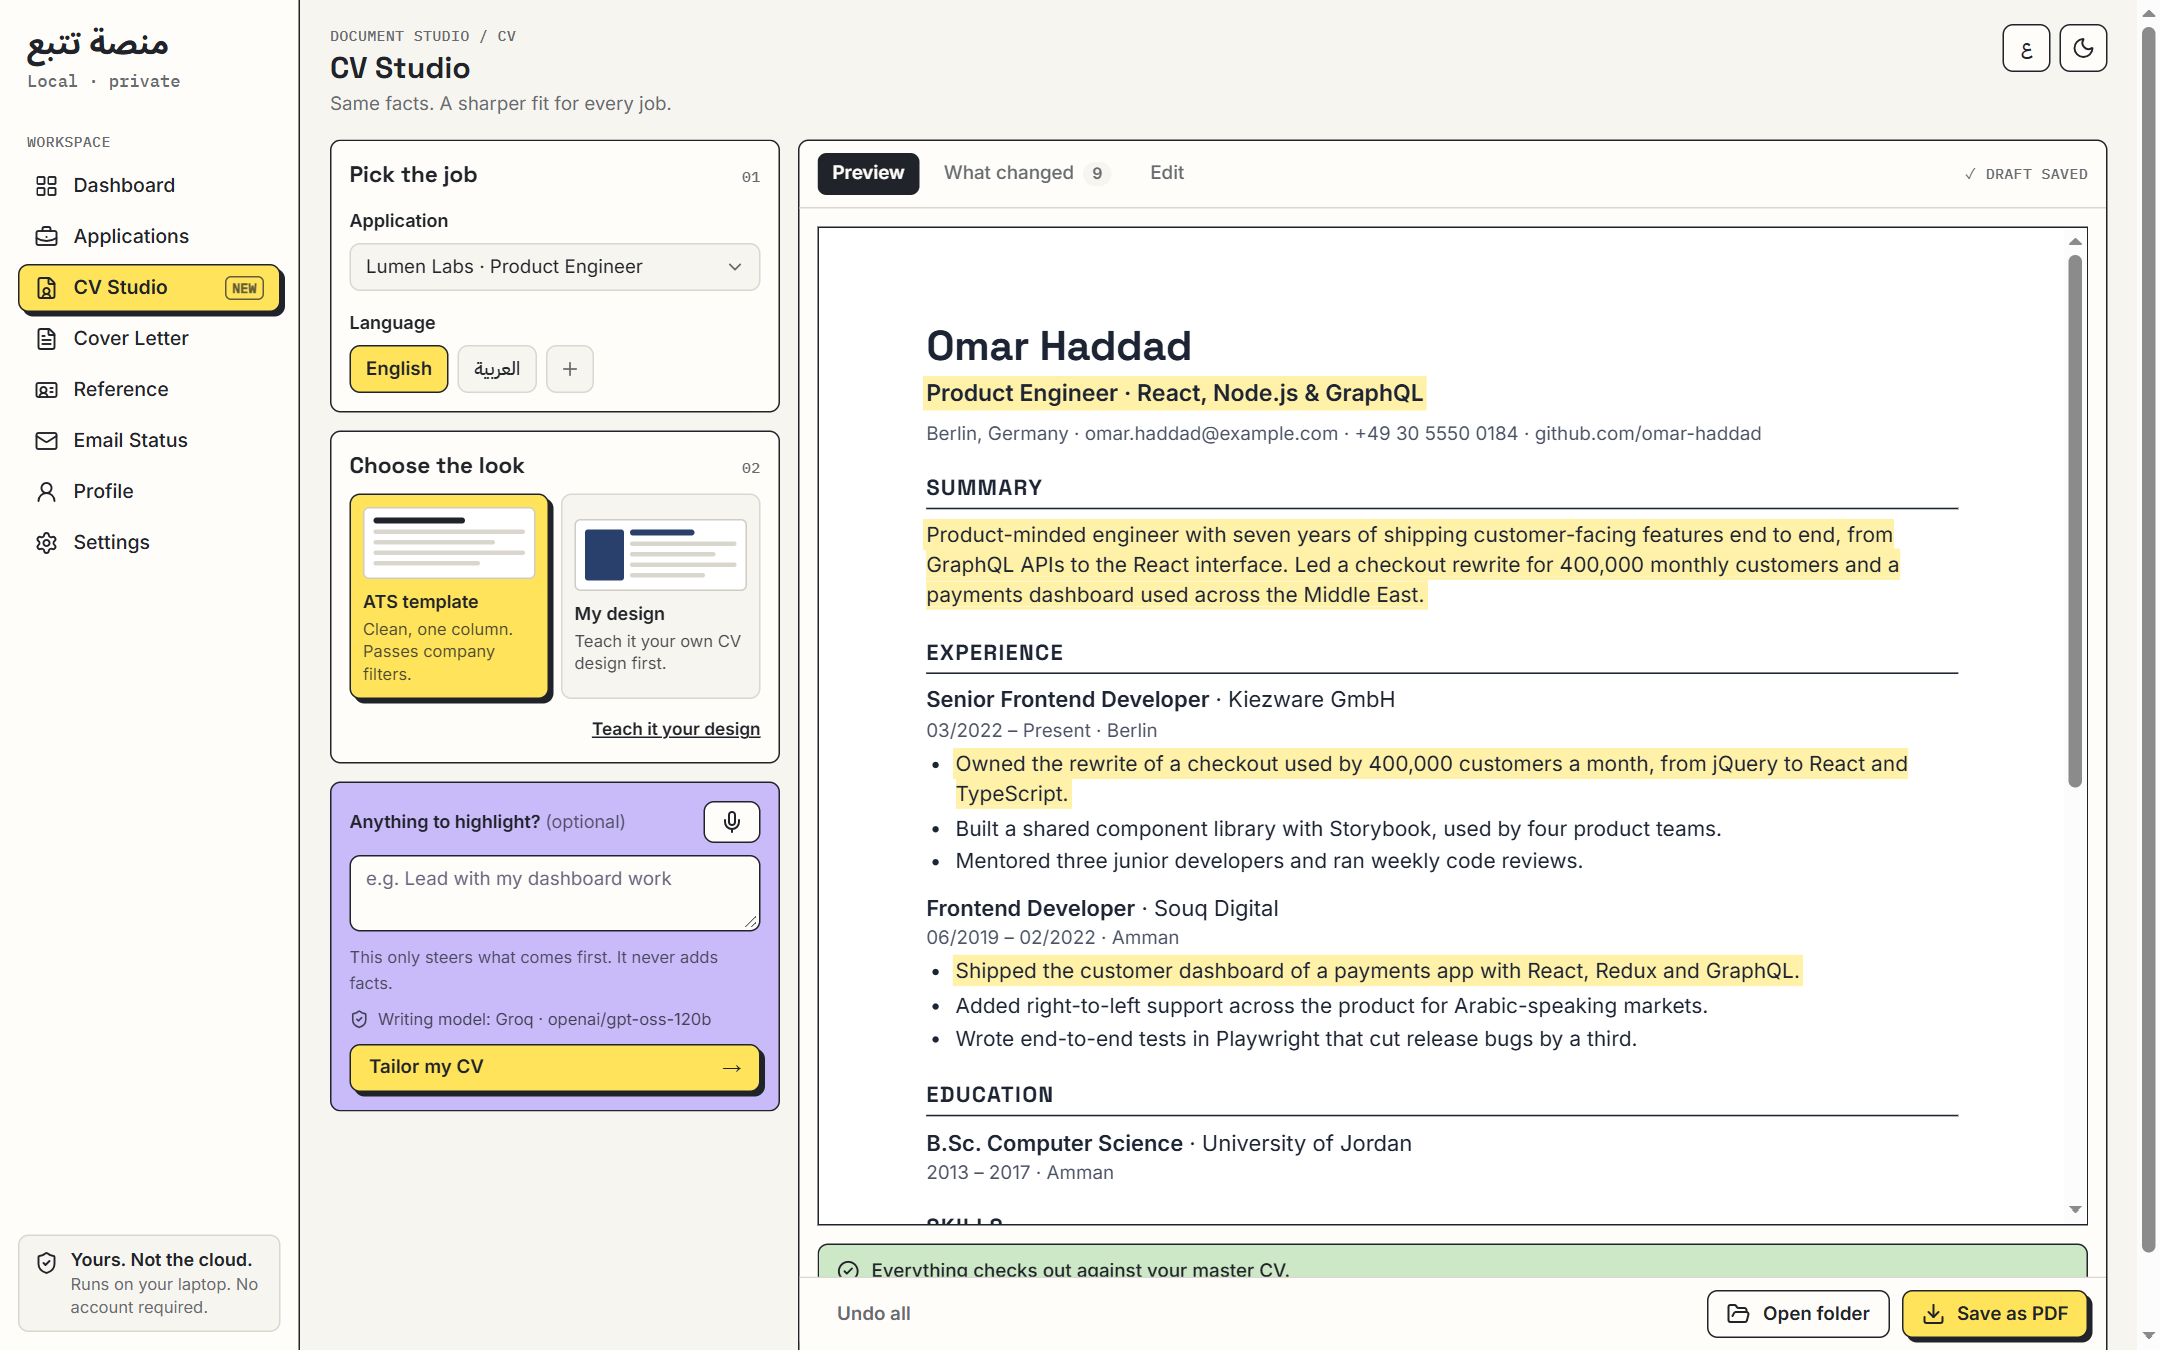 منصة تتبع
Local · private
WORKSPACE
Dashboard
Applications
CV Studio NEW
Cover Letter
Reference
Email Status
Profile
Settings
Yours. Not the cloud.
Runs on your laptop. No
account required.
DOCUMENT STUDIO / CV
CV Studio
Same facts. A sharper fit for every job.
ع
Pick the job 01
Application
Lumen Labs · Product Engineer
Language
English العربية +
Choose the look 02
ATS template
Clean, one column.
Passes company
filters.
My design
Teach it your own CV
design first.
Teach it your design
Anything to highlight? (optional)
e.g. Lead with my dashboard work
This only steers what comes first. It never adds
facts.
Writing model: Groq · openai/gpt-oss-120b
Tailor my CV →
Preview What changed 9 Edit ✓ DRAFT SAVED
Omar Haddad
Product Engineer · React, Node.js & GraphQL
Berlin, Germany · omar.haddad@example.com · +49 30 5550 0184 · github.com/omar-haddad
SUMMARY
Product-minded engineer with seven years of shipping customer-facing features end to end, from
GraphQL APIs to the React interface. Led a checkout rewrite for 400,000 monthly customers and a
payments dashboard used across the Middle East.
EXPERIENCE
Senior Frontend Developer · Kiezware GmbH
03/2022 – Present · Berlin
• Owned the rewrite of a checkout used by 400,000 customers a month, from jQuery to React and
TypeScript.
• Built a shared component library with Storybook, used by four product teams.
• Mentored three junior developers and ran weekly code reviews.
Frontend Developer · Souq Digital
06/2019 – 02/2022 · Amman
• Shipped the customer dashboard of a payments app with React, Redux and GraphQL.
• Added right-to-left support across the product for Arabic-speaking markets.
• Wrote end-to-end tests in Playwright that cut release bugs by a third.
EDUCATION
B.Sc. Computer Science · University of Jordan
2013 – 2017 · Amman
SKILLS
Everything checks out against your master CV.
Undo all Open folder Save as PDF